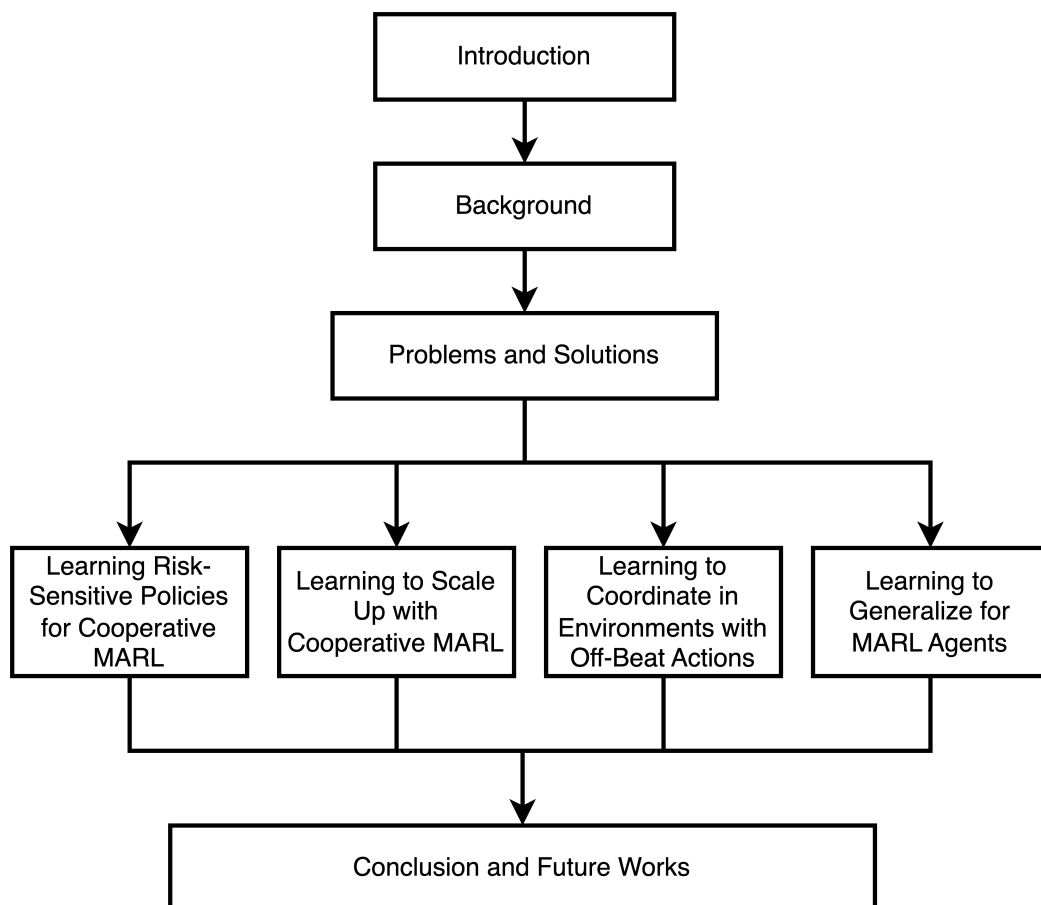 Introduction
Background
Problems and Solutions
Learning Risk-
Sensitive Policies
for Cooperative
MARL
Learning to Scale
Up with
Cooperative MARL
Learning to
Coordinate in
Environments with
Off-Beat Actions
Learning to
Generalize for
MARL Agents
Conclusion and Future Works